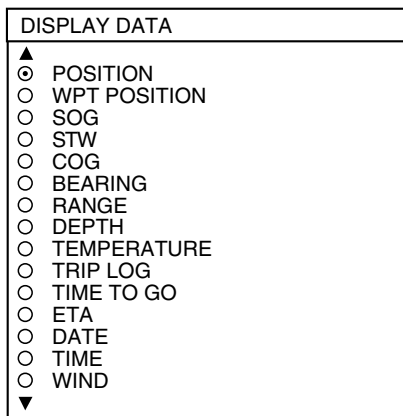 DISPLAY DATA
POSITION
WPT POSITION
SOG
STW
COG
BEARING
RANGE
DEPTH
TEMPERATURE
TRIP LOG
TIME TO GO
ETA
DATE
TIME
WIND